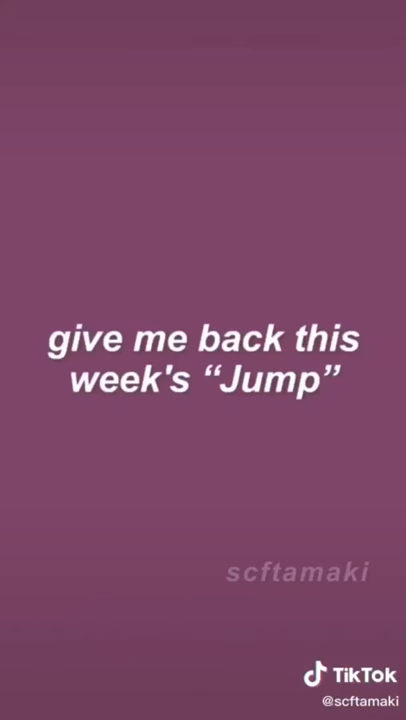 give me back this
week's “Jump”
scftamaki
TikTok
@scftamaki